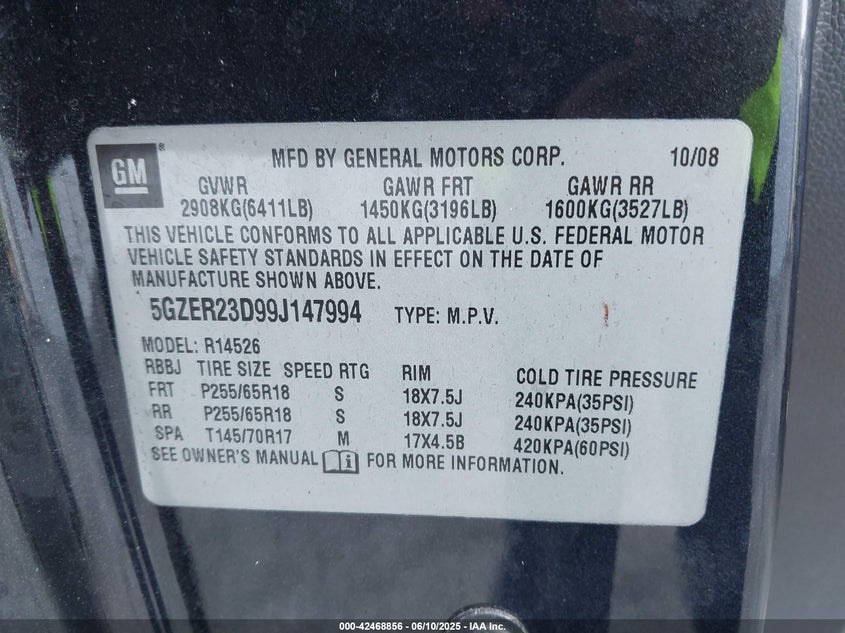 GM
MFD BY GENERAL MOTORS CORP. 10/08
GVWR GAWR FRT GAWR RR
2908KG(6411LB) 1450KG(3196LB) 1600KG(3527LB)
THIS VEHICLE CONFORMS TO ALL APPLICABLE U.S. FEDERAL MOTOR
VEHICLE SAFETY STANDARDS IN EFFECT ON THE DATE OF
MANUFACTURE SHOWN ABOVE.
5GZER23D99J147994 TYPE: M.P.V.
MODEL: R14526
RBBJ TIRE SIZE SPEED RTG RIM COLD TIRE PRESSURE
FRT P255/65R18 S 18X7.5J 240KPA(35PSI)
RR P255/65R18 S 18X7.5J 240KPA(35PSI)
SPA T145/70R17 M 17X4.5B 420KPA(60PSI)
SEE OWNER'S MANUAL i FOR MORE INFORMATION.
000-42468856 - 06/10/2025 - IAA Inc.